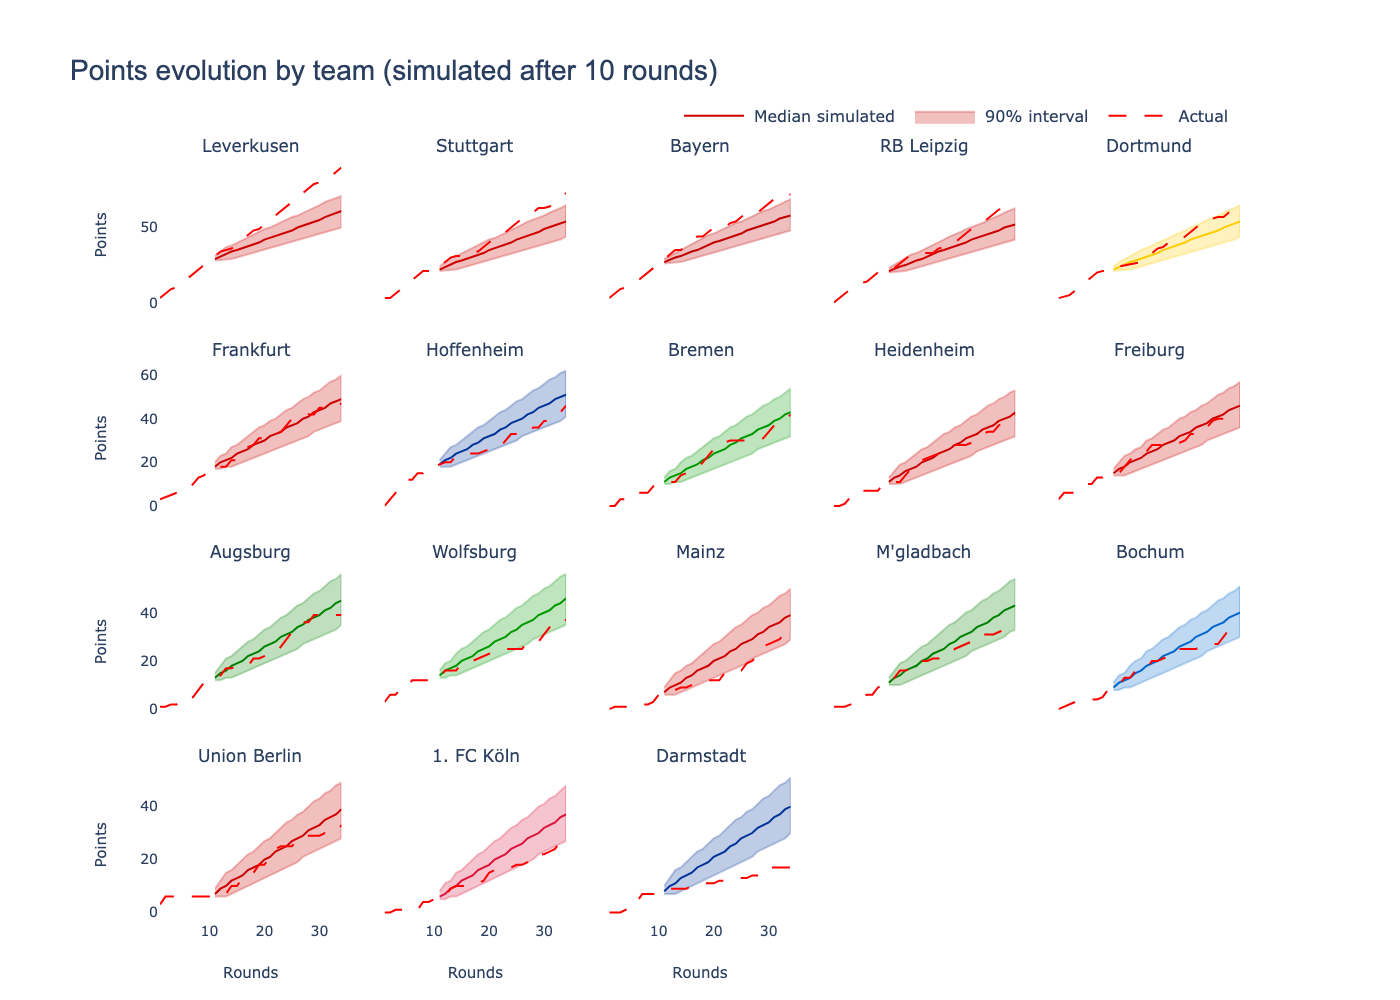 Points evolution by team (simulated after 10 rounds)
Median simulated 90% interval Actual
Leverkusen Stuttgart Bayern RB Leipzig Dortmund
Points
50
0
Frankfurt Hoffenheim Bremen Heidenheim Freiburg
Points
60
40
20
0
Augsburg Wolfsburg Mainz M'gladbach Bochum
Points
40
20
0
Union Berlin 1. FC Köln Darmstadt
Points
40
20
0
10 20 30 10 20 30 10 20 30
Rounds Rounds Rounds